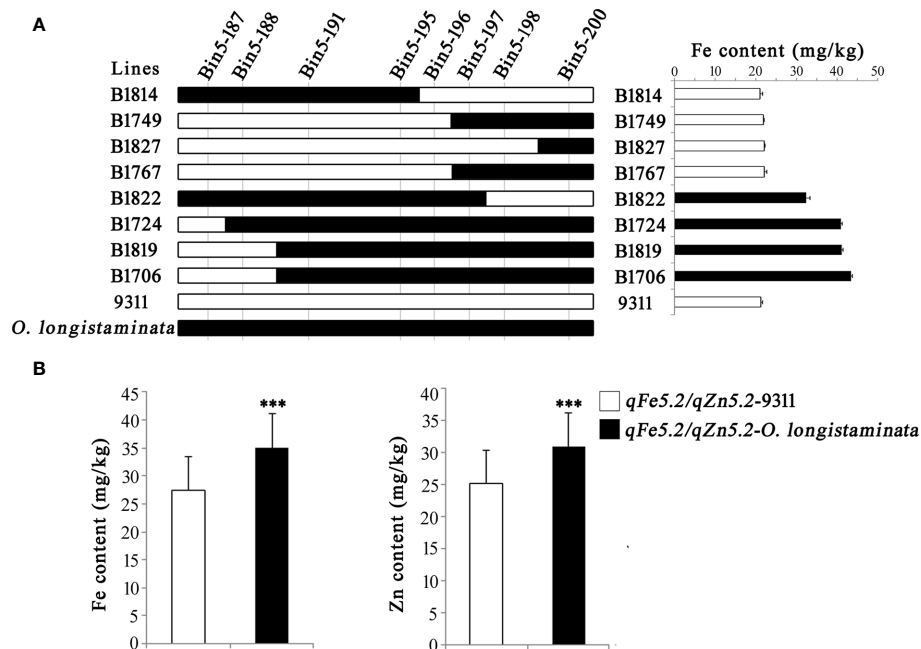 A
Bin5-187
Bin5-188
Bin5-191
Bin5-195
Bin5-196
Bin5-197
Bin5-198
Bin5-200
Lines
B1814
B1749
B1827
B1767
B1822
B1724
B1819
B1706
9311
O. longistaminata
Fe content (mg/kg)
0 10 20 30 40 50
B1814
B1749
B1827
B1767
B1822
B1724
B1819
B1706
9311
B
Fe content (mg/kg)
45
40
35
30
25
20
15
10
5
0
***
Zn content (mg/kg)
40
35
30
25
20
15
10
5
0
***
qFe5.2/qZn5.2-9311
qFe5.2/qZn5.2-O. longistaminata